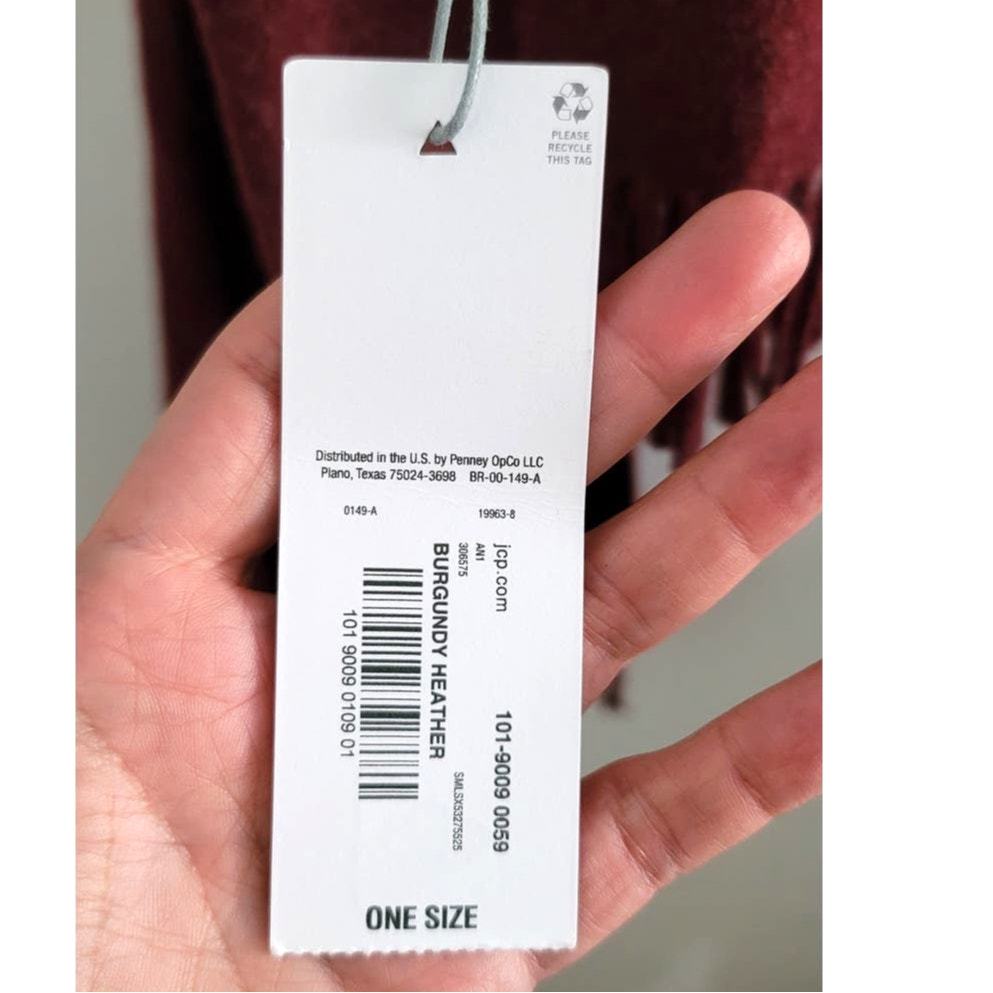 PLEASE
RECYCLE
THIS TAG
Distributed in the U.S. by Penney OpCo LLC
Plano, Texas 75024-3698 BR-00-149-A
0149-A 19963-8
jcp.com 101-9009 0059
AN1
306575 SMLSX53275525
BURGUNDY HEATHER
101 9009 0109 01
ONE SIZE